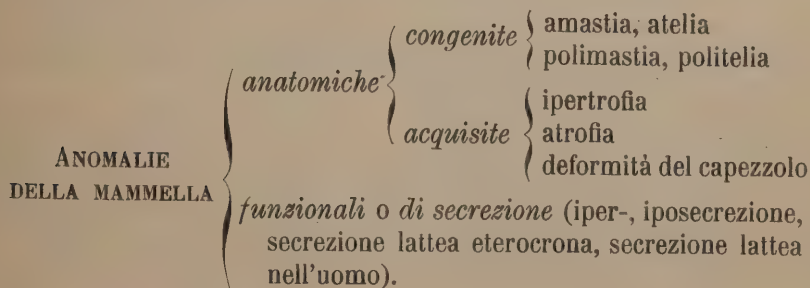 ANOMALIE
DELLA MAMMELLA
anatomiche
congenite
amastia, atelia
polimastia, politelia
acquisite
ipertrofia
atrofia
deformità del capezzolo
funzionali o di secrezione (iper-, iposecrezione,
secrezione lattea eterocrona, secrezione lattea
nell'uomo).